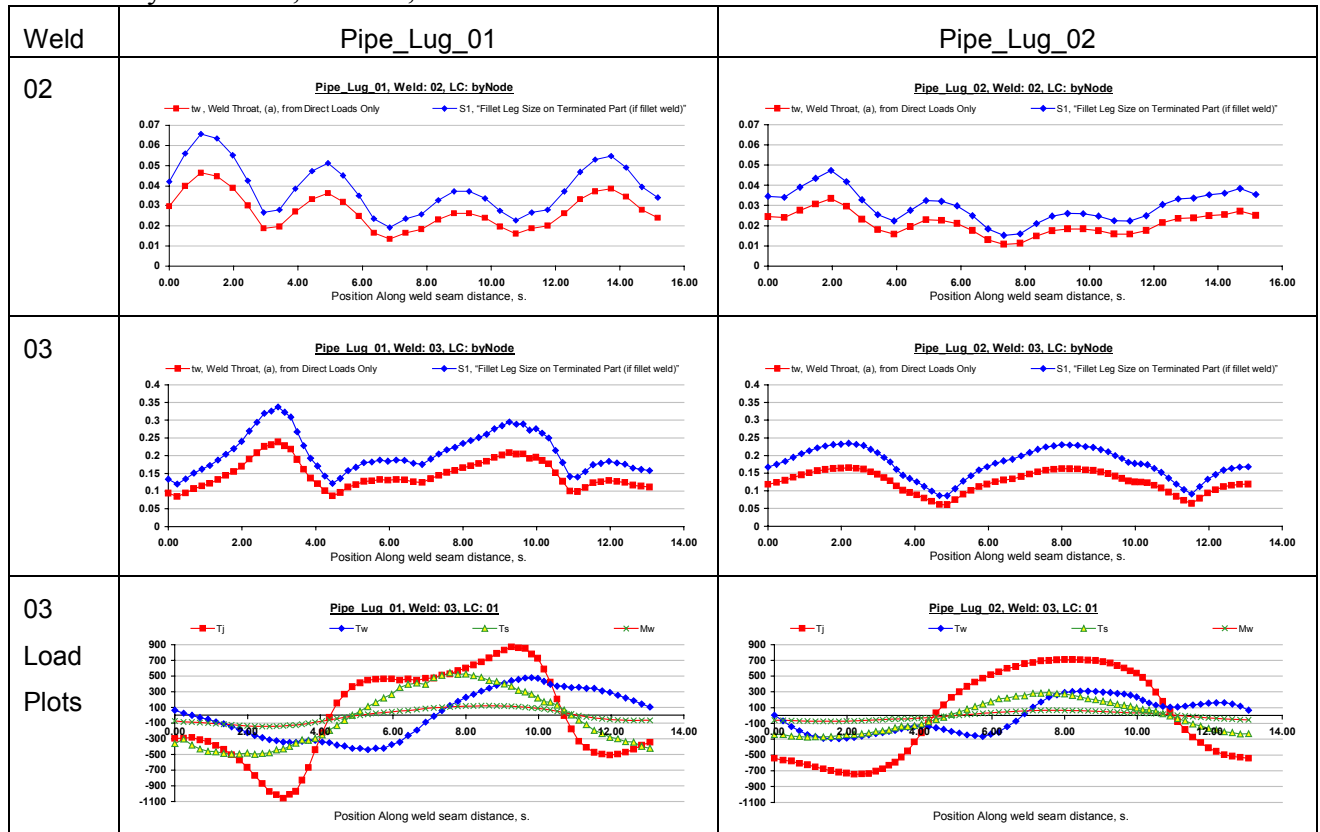 Weld Pipe_Lug_01 Pipe_Lug_02
02
Pipe_Lug_01, Weld: 02, LC: byNode
tw , Weld Throat, (a), from Direct Loads Only S1, "Fillet Leg Size on Terminated Part (if fillet weld)"
0.07
0.06
0.05
0.04
0.03
0.02
0.01
0
0.00 2.00 4.00 6.00 8.00 10.00 12.00 14.00 16.00
Position Along weld seam distance, s.
Pipe_Lug_02, Weld: 02, LC: byNode
tw, Weld Throat, (a), from Direct Loads Only S1, "Fillet Leg Size on Terminated Part (if fillet weld)"
0.07
0.06
0.05
0.04
0.03
0.02
0.01
0
0.00 2.00 4.00 6.00 8.00 10.00 12.00 14.00 16.00
Position Along weld seam distance, s.
03
Pipe_Lug_01, Weld: 03, LC: byNode
tw, Weld Throat, (a), from Direct Loads Only S1, "Fillet Leg Size on Terminated Part (if fillet weld)"
0.4
0.35
0.3
0.25
0.2
0.15
0.1
0.05
0
0.00 2.00 4.00 6.00 8.00 10.00 12.00 14.00
Position Along weld seam distance, s.
Pipe_Lug_02, Weld: 03, LC: byNode
tw, Weld Throat, (a), from Direct Loads Only S1, "Fillet Leg Size on Terminated Part (if fillet weld)"
0.4
0.35
0.3
0.25
0.2
0.15
0.1
0.05
0
0.00 2.00 4.00 6.00 8.00 10.00 12.00 14.00
Position Along weld seam distance, s.
03
Load
Plots
Pipe_Lug_01, Weld: 03, LC: 01
Tj Tw Ts Mw
900
700
500
300
100
-100
-300
-500
-700
-900
-1100
0.00 2.00 4.00 6.00 8.00 10.00 12.00 14.00
Position Along weld seam distance, s.
Pipe_Lug_02, Weld: 03, LC: 01
Tj Tw Ts Mw
900
700
500
300
100
-100
-300
-500
-700
-900
-1100
0.00 2.00 4.00 6.00 8.00 10.00 12.00 14.00
Position Along weld seam distance, s.